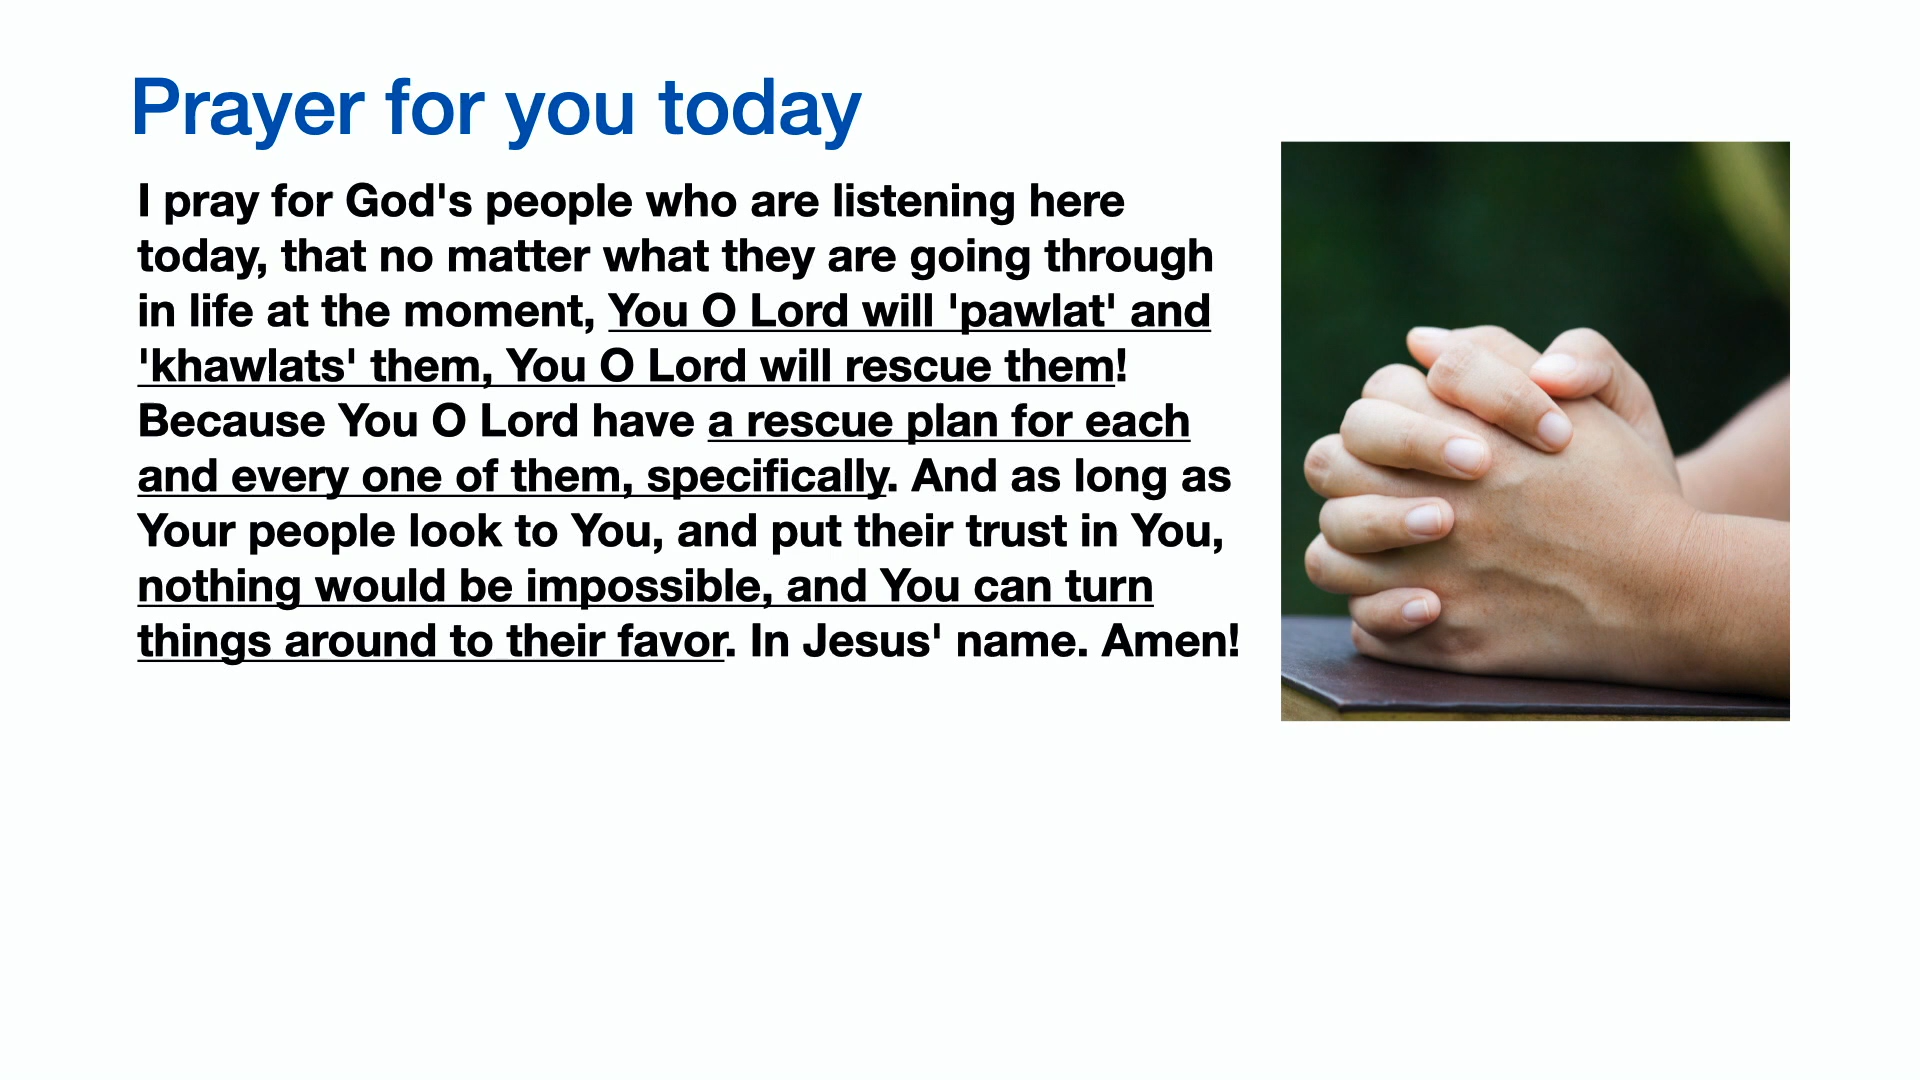 Prayer for you today
I pray for God's people who are listening here
today, that no matter what they are going through
in life at the moment, You O Lord will 'pawlat' and
'khawlats' them, You O Lord will rescue them!
Because You O Lord have a rescue plan for each
and every one of them, specifically. And as long as
Your people look to You, and put their trust in You,
nothing would be impossible, and You can turn
things around to their favor. In Jesus' name. Amen!